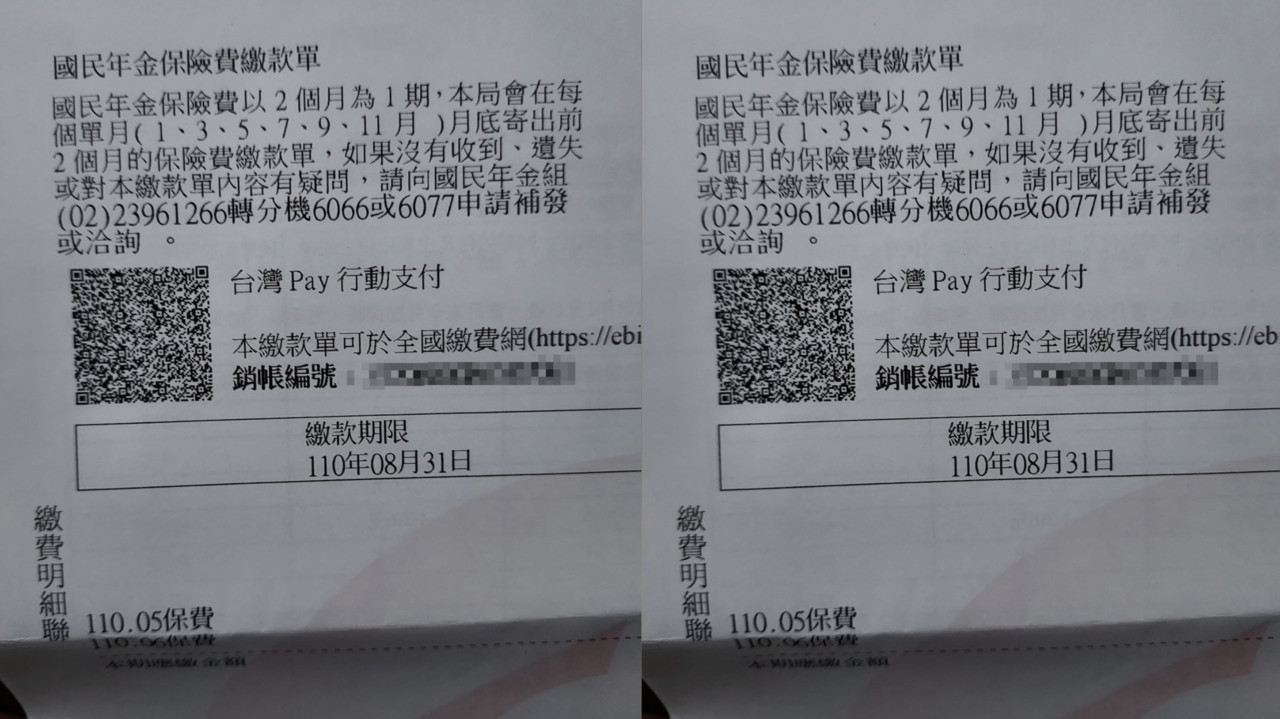 國民年金保險費繳款單
國民年金保險費以 2 個月為 1 期，本局會在每
個單月( 1、3、5、7、9、11 月 )月底寄出前
2 個月的保險費繳款單，如果沒有收到、遺失
或對本繳款單內容有疑問，請向國民年金組
(02)23961266轉分機6066或6077申請補發
或洽詢 。
台灣 Pay 行動支付
本繳款單可於全國繳費網(https://ebi
銷帳編號：
繳款期限
110年08月31日
繳費明細聯
110.05保費
110.06保費
國民年金保險費繳款單
國民年金保險費以 2 個月為 1 期，本局會在每
個單月( 1、3、5、7、9、11 月 )月底寄出前
2 個月的保險費繳款單，如果沒有收到、遺失
或對本繳款單內容有疑問，請向國民年金組
(02)23961266轉分機6066或6077申請補發
或洽詢 。
台灣 Pay 行動支付
本繳款單可於全國繳費網(https://eb
銷帳編號：
繳款期限
110年08月31日
繳費明細聯
110.05保費
110.06保費